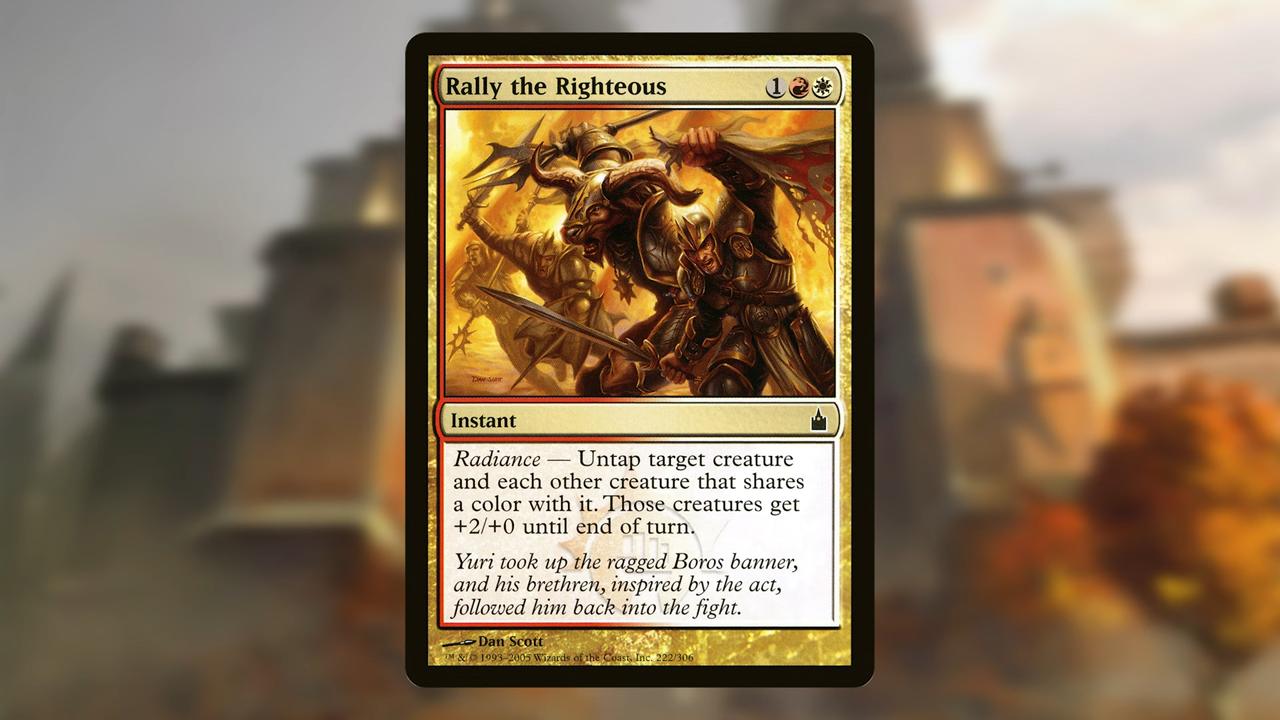 Rally the Righteous 1
DAN SCOTT
Instant
Radiance — Untap target creature
and each other creature that shares
a color with it. Those creatures get
+2/+0 until end of turn.
Yuri took up the ragged Boros banner,
and his brethren, inspired by the act,
followed him back into the fight.
Dan Scott
™ & © 1993–2005 Wizards of the Coast, Inc. 222/306